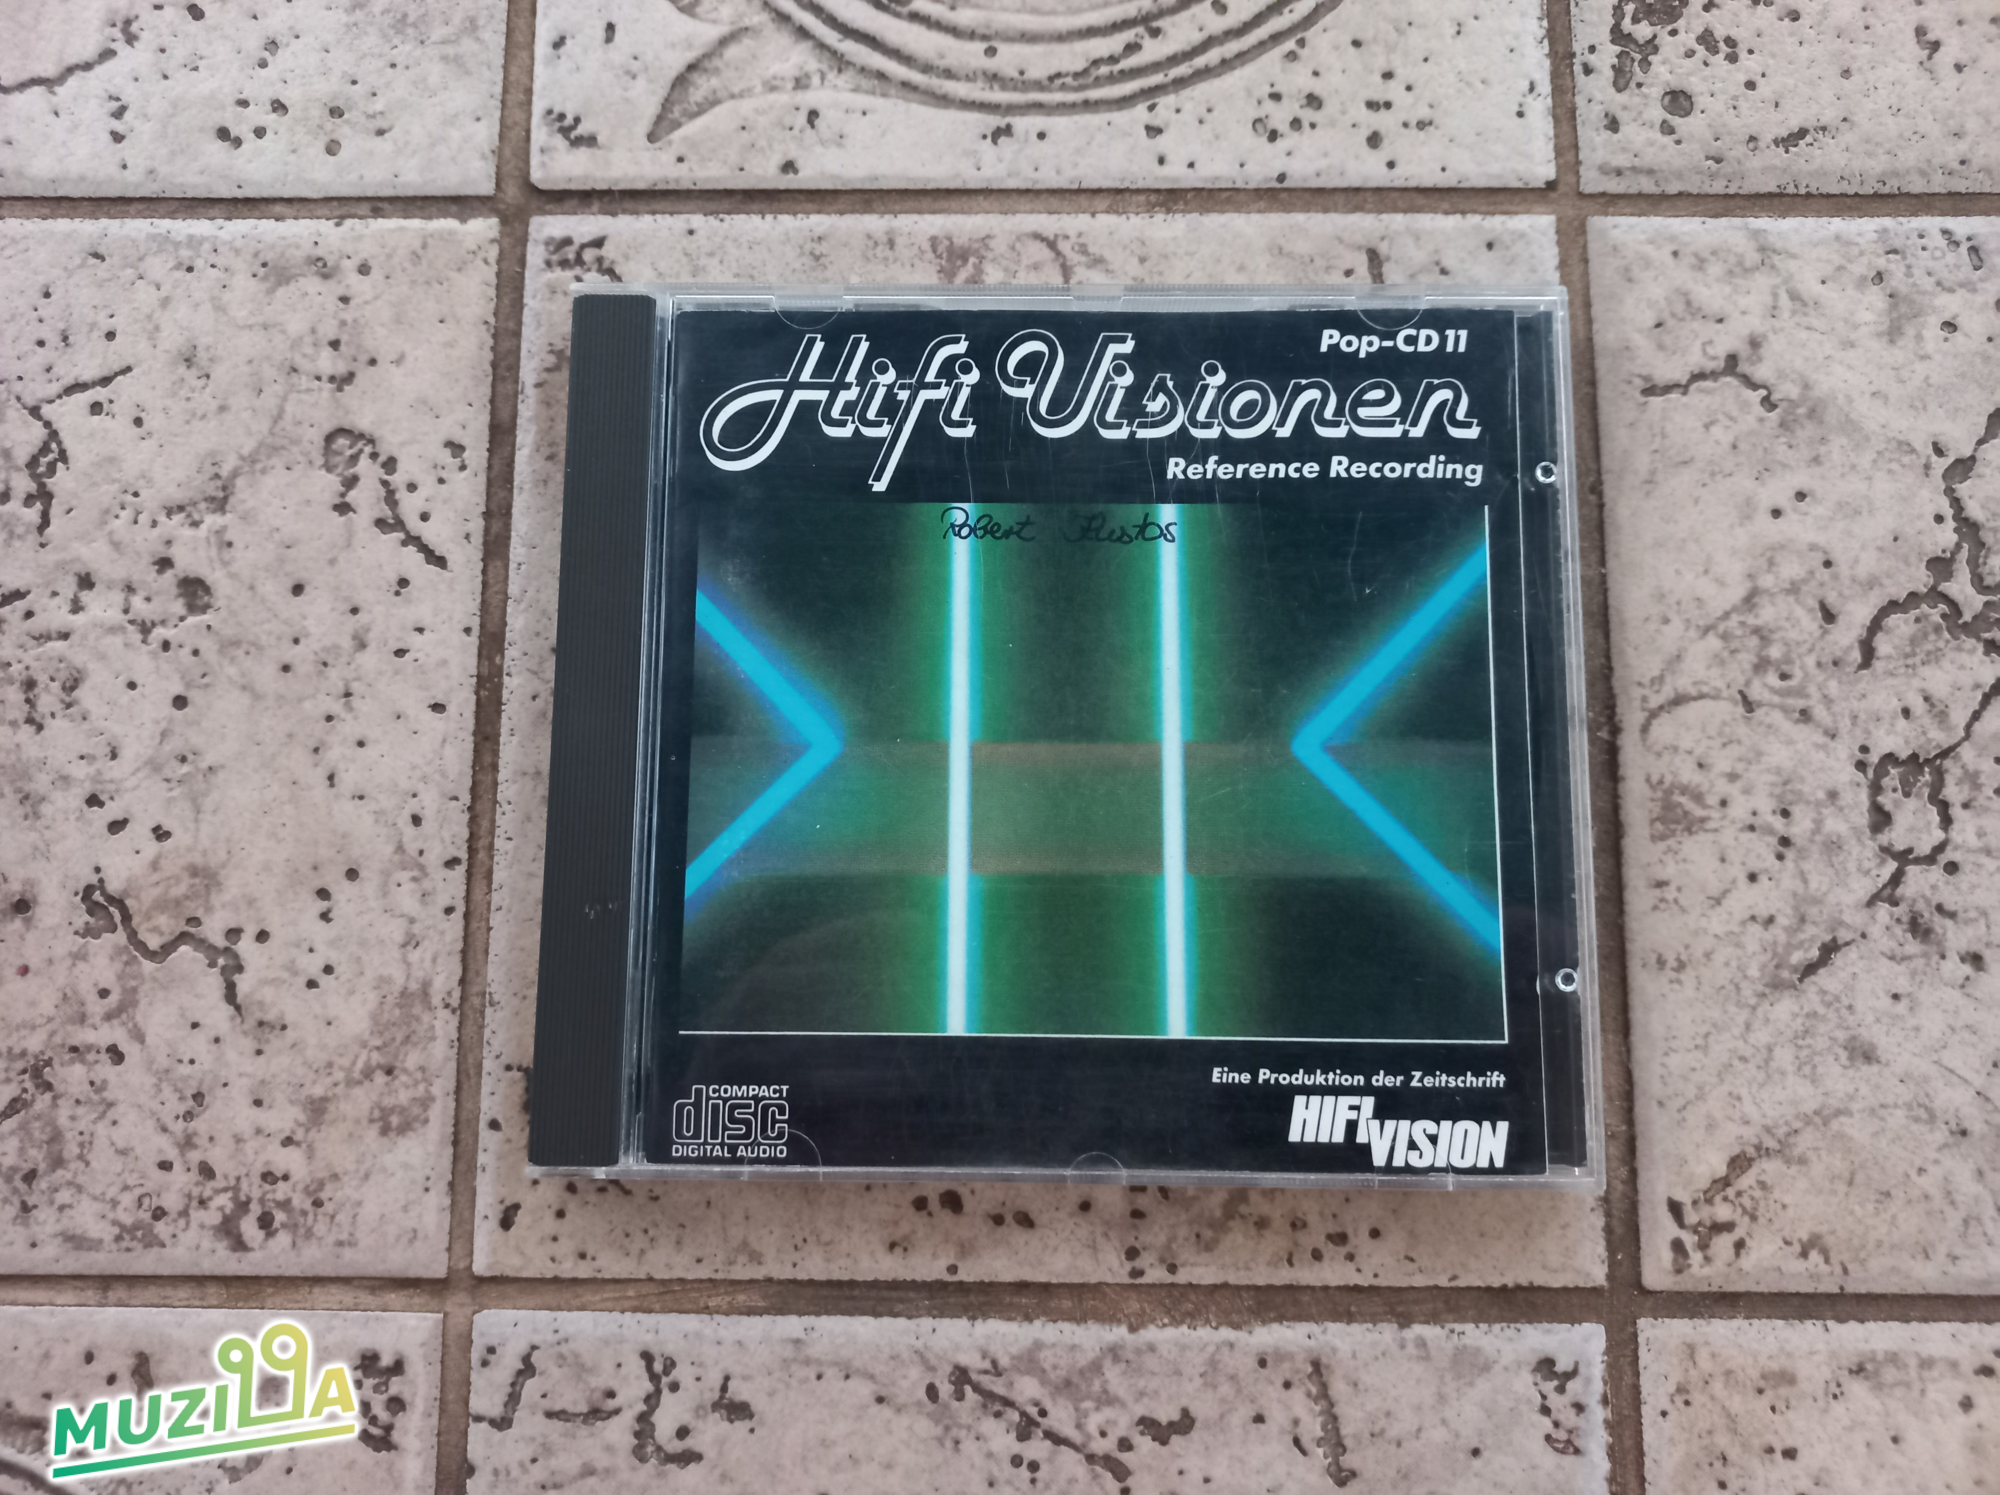 Pop-CD 11
Hifi Visionen
Reference Recording
Robert
COMPACT
disc
DIGITAL AUDIO
Eine Produktion der Zeitschrift
HIFI VISION
MUZILLA